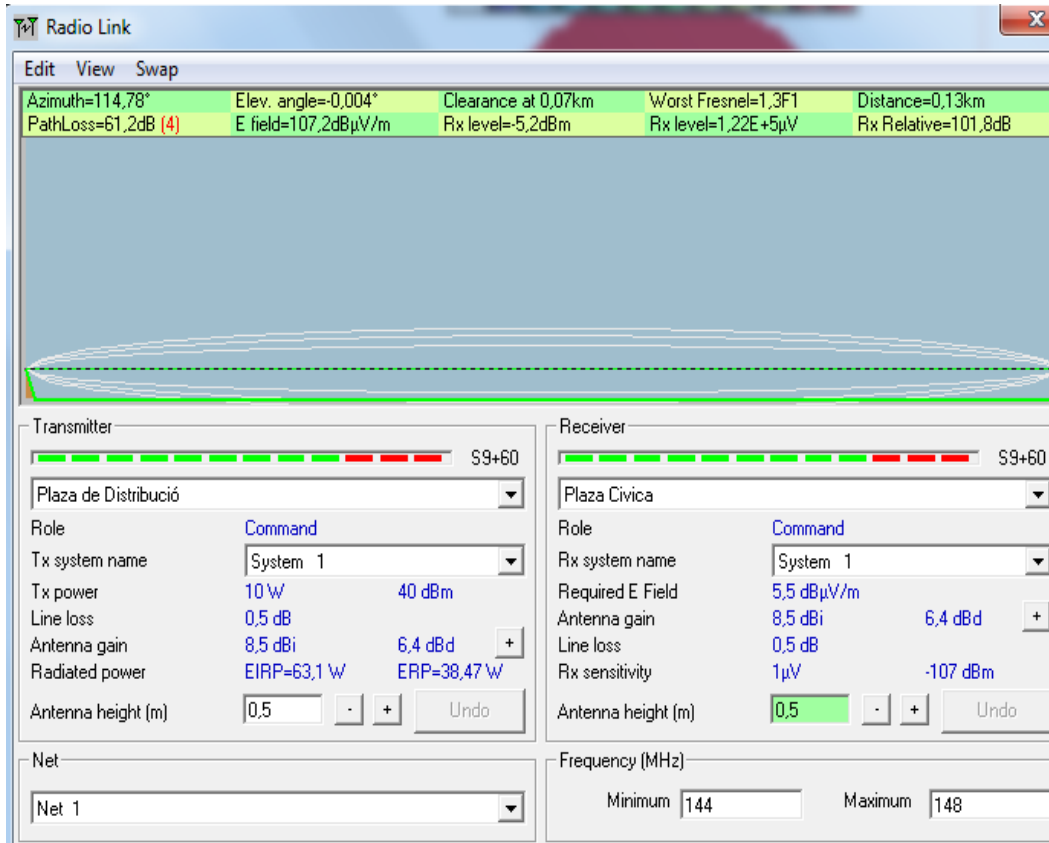 Radio Link
Edit View Swap
Azimuth=114,78° Elev. angle=-0,004° Clearance at 0,07km Worst Fresnel=1,3F1 Distance=0,13km
PathLoss=61,2dB (4) E field=107,2dBµV/m Rx level=-5,2dBm Rx level=1,22E+5µV Rx Relative=101,8dB
Transmitter
S9+60
Plaza de Distribució
Role Command
Tx system name System 1
Tx power 10 W 40 dBm
Line loss 0,5 dB
Antenna gain 8,5 dBi 6,4 dBd +
Radiated power EIRP=63,1 W ERP=38,47 W
Antenna height (m) 0,5 - + Undo
Net
Net 1
Receiver
S9+60
Plaza Civica
Role Command
Rx system name System 1
Required E Field 5,5 dBµV/m
Antenna gain 8,5 dBi 6,4 dBd +
Line loss 0,5 dB
Rx sensitivity 1µV -107 dBm
Antenna height (m) 0,5 - + Undo
Frequency (MHz)
Minimum 144 Maximum 148